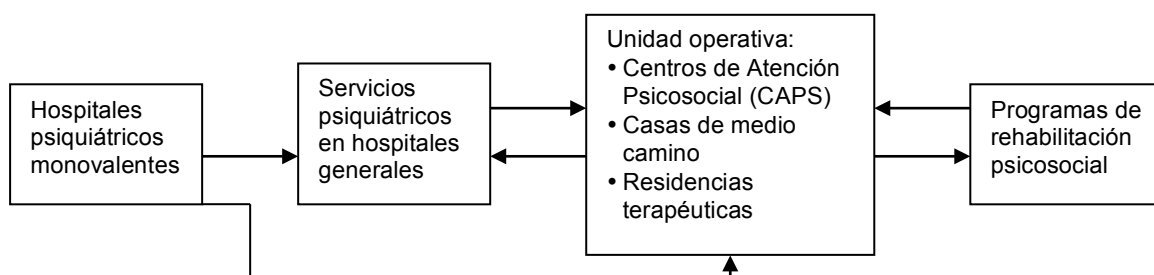 Hospitales
psiquiátricos
monovalentes
Servicios
psiquiátricos
en hospitales
generales
Unidad operativa:
• Centros de Atención
Psicosocial (CAPS)
• Casas de medio
camino
• Residencias
terapéuticas
Programas de
rehabilitación
psicosocial